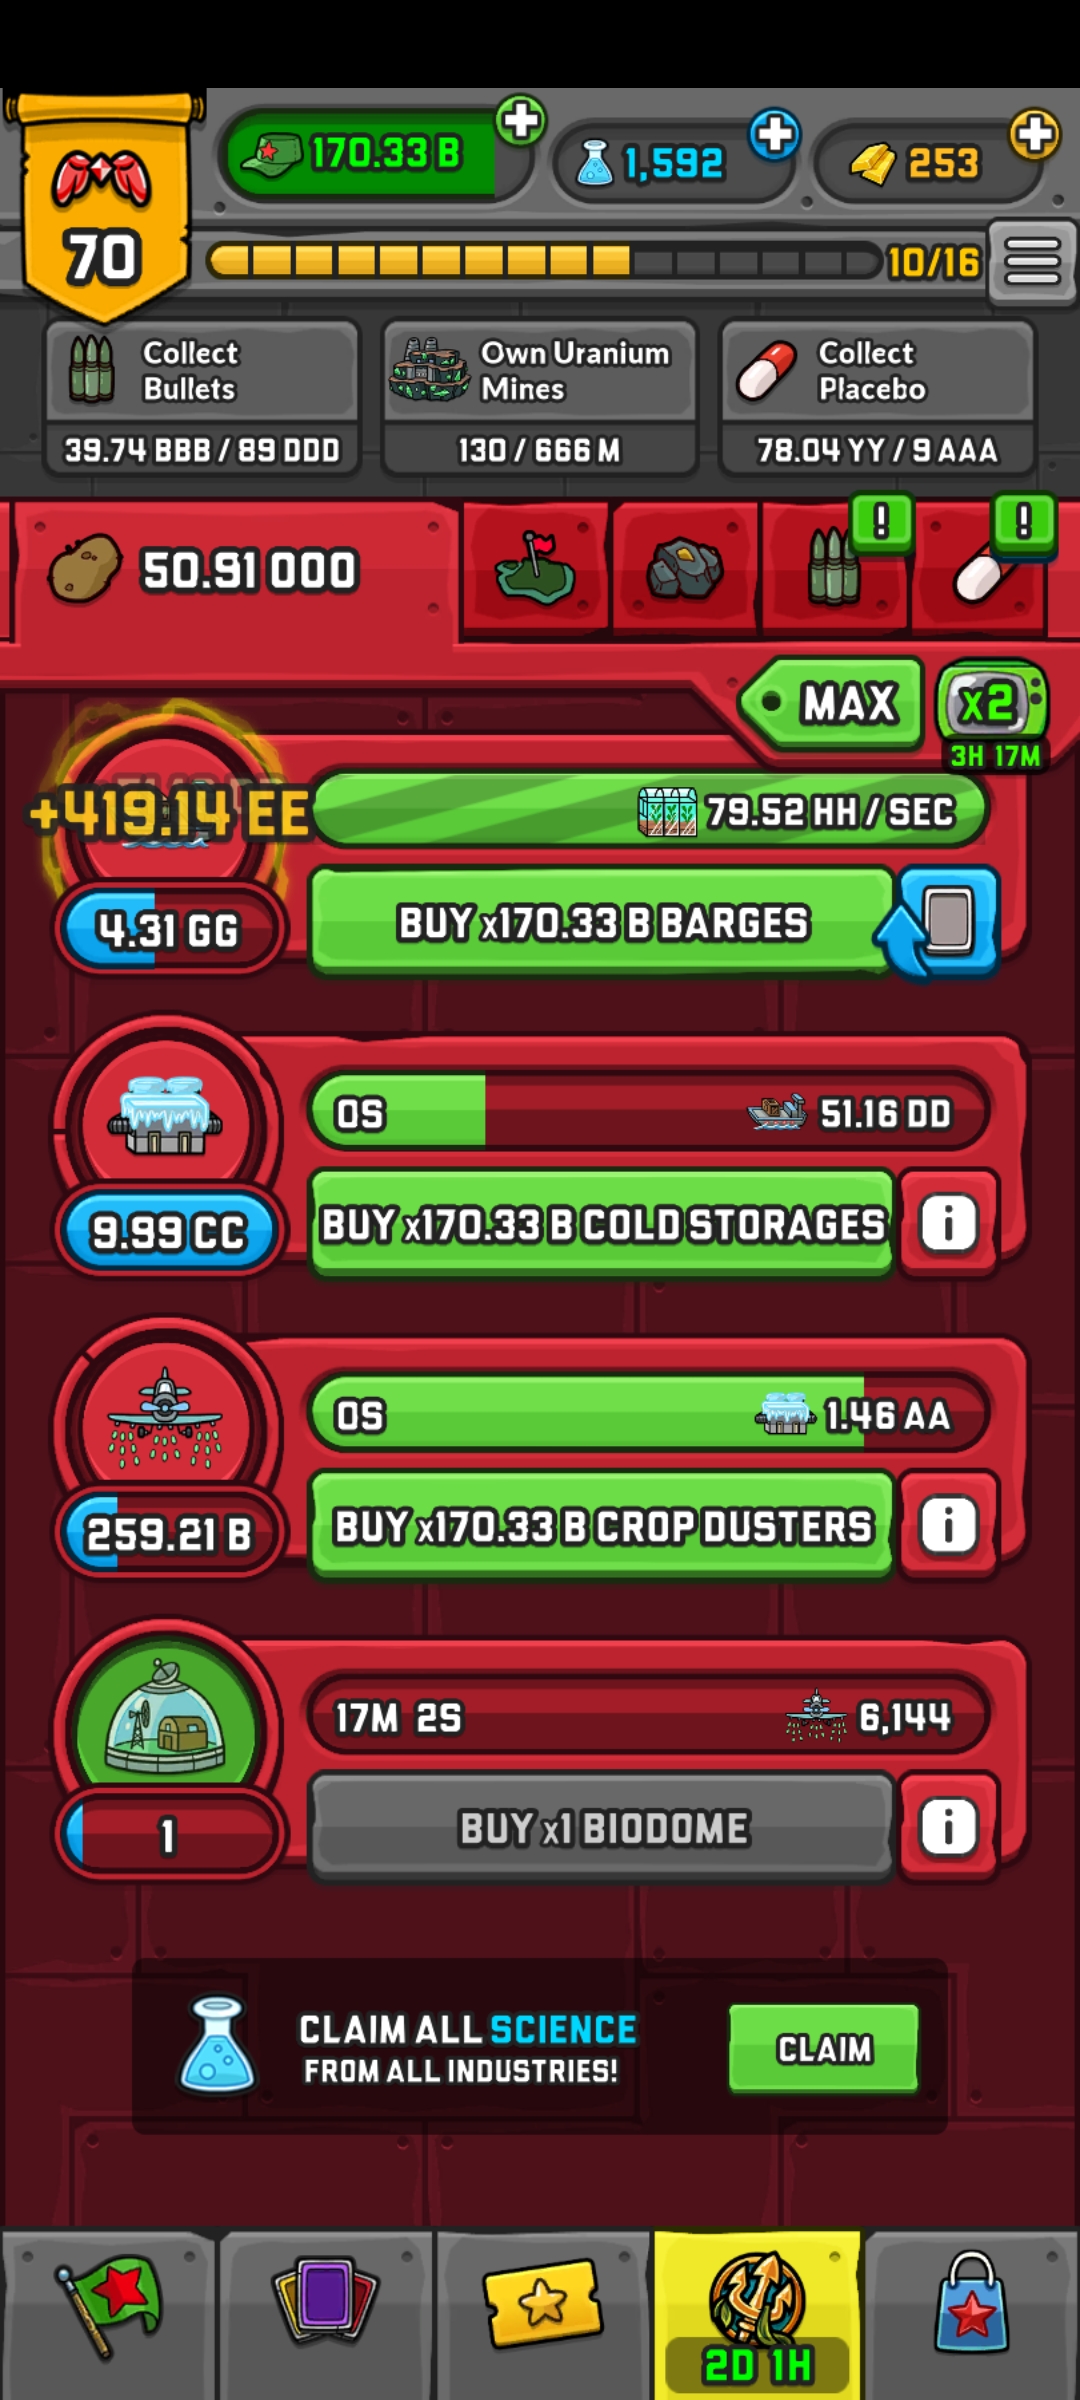 170.33 B
1,592
253
70
10/16
Collect
Bullets
39.74 BBB / 89 DDD
Own Uranium
Mines
130 / 666 M
Collect
Placebo
78.04 YY / 9 AAA
50.91 OOO
!
!
MAX
x2
3H 17M
+419.14 EE
79.52 HH / SEC
4.31 GG
BUY x170.33 B BARGES
0S
51.16 DD
9.99 CC
BUY x170.33 B COLD STORAGES
i
0S
1.46 AA
259.21 B
BUY x170.33 B CROP DUSTERS
i
17M 2S
6,144
1
BUY x1 BIODOME
i
CLAIM ALL SCIENCE
FROM ALL INDUSTRIES!
CLAIM
2D 1H